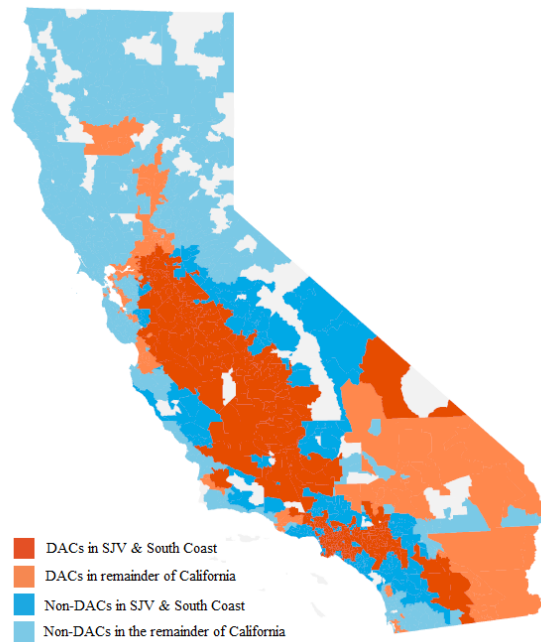 DACs in SJV & South Coast
DACs in remainder of California
Non-DACs in SJV & South Coast
Non-DACs in the remainder of California